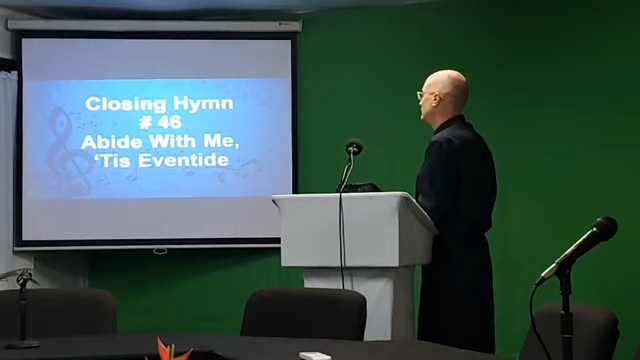 Closing Hymn
# 46
Abide With Me,
‘Tis Eventide